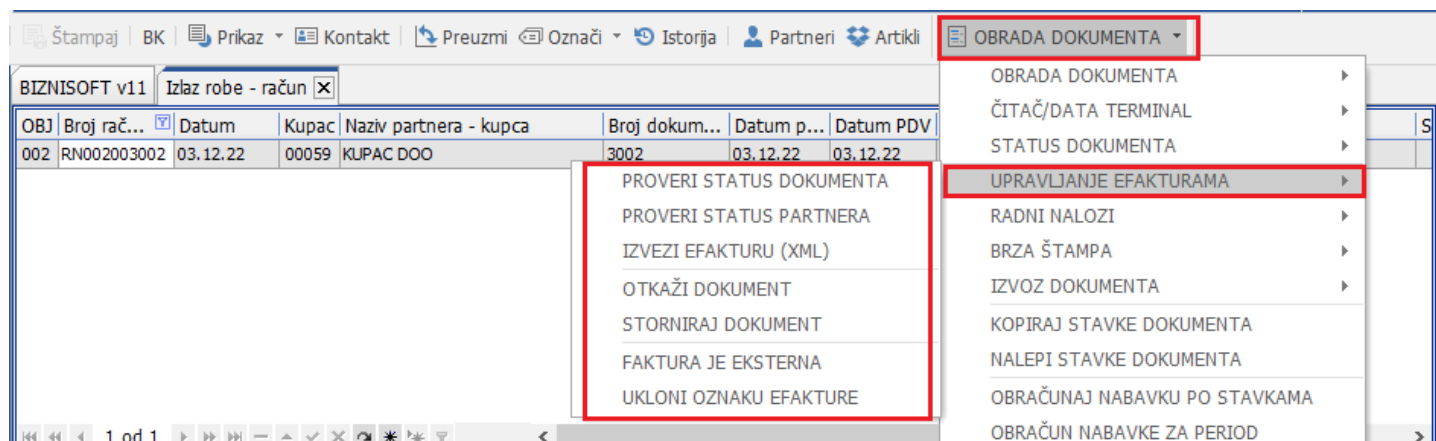 Štampaj BK Prikaz Kontakt Preuzmi Označi Istorija Partneri Artikli OBRADA DOKUMENTA
BIZNISOFT v11 Izlaz robe - račun
OBJ Broj rač... Datum Kupac Naziv partnera - kupca Broj dokum... Datum p... Datum PDV S
002 RN002003002 03.12.22 00059 KUPAC DOO 3002 03.12.22 03.12.22
OBRADA DOKUMENTA
ČITAČ/DATA TERMINAL
STATUS DOKUMENTA
UPRAVLJANJE EFAKTURAMA
RADNI NALOZI
BRZA ŠTAMPA
IZVOZ DOKUMENTA
KOPIRAJ STAVKE DOKUMENTA
NALEPI STAVKE DOKUMENTA
OBRAČUNAJ NABAVKU PO STAVKAMA
OBRAČUN NABAVKE ZA PERIOD
PROVERI STATUS DOKUMENTA
PROVERI STATUS PARTNERA
IZVEZI EFAKTURU (XML)
OTKAŽI DOKUMENT
STORNIRAJ DOKUMENT
FAKTURA JE EKSTERNA
UKLONI OZNAKU EFAKTURE
1 od 1